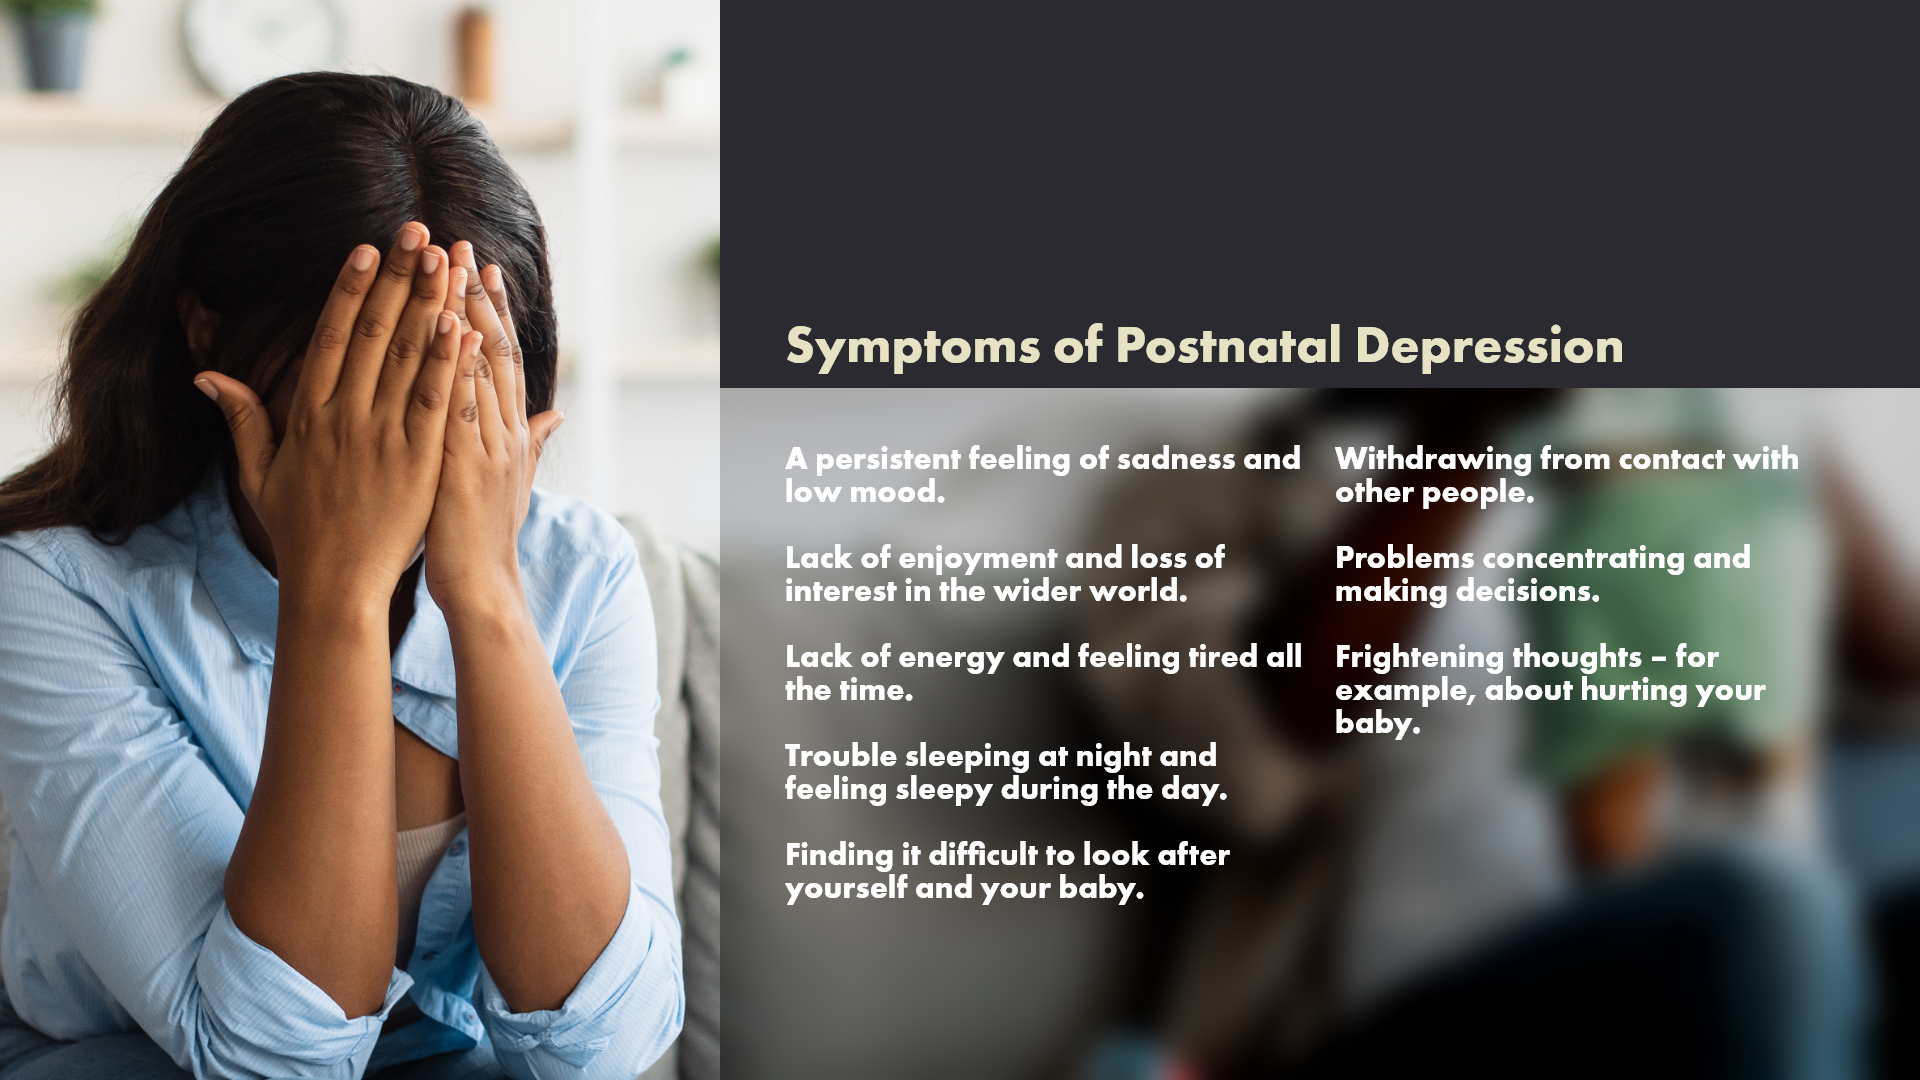 Symptoms of Postnatal Depression
A persistent feeling of sadness and
low mood.
Lack of enjoyment and loss of
interest in the wider world.
Lack of energy and feeling tired all
the time.
Trouble sleeping at night and
feeling sleepy during the day.
Finding it difficult to look after
yourself and your baby.
Withdrawing from contact with
other people.
Problems concentrating and
making decisions.
Frightening thoughts – for
example, about hurting your
baby.